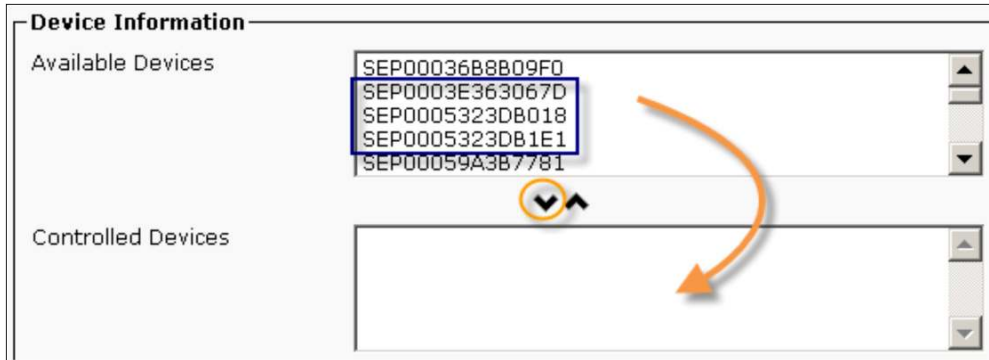 Device Information
Available Devices
SEP00036B8B09F0
SEP0003E363067D
SEP0005323DB018
SEP0005323DB1E1
SEP00059A3B7781
Controlled Devices